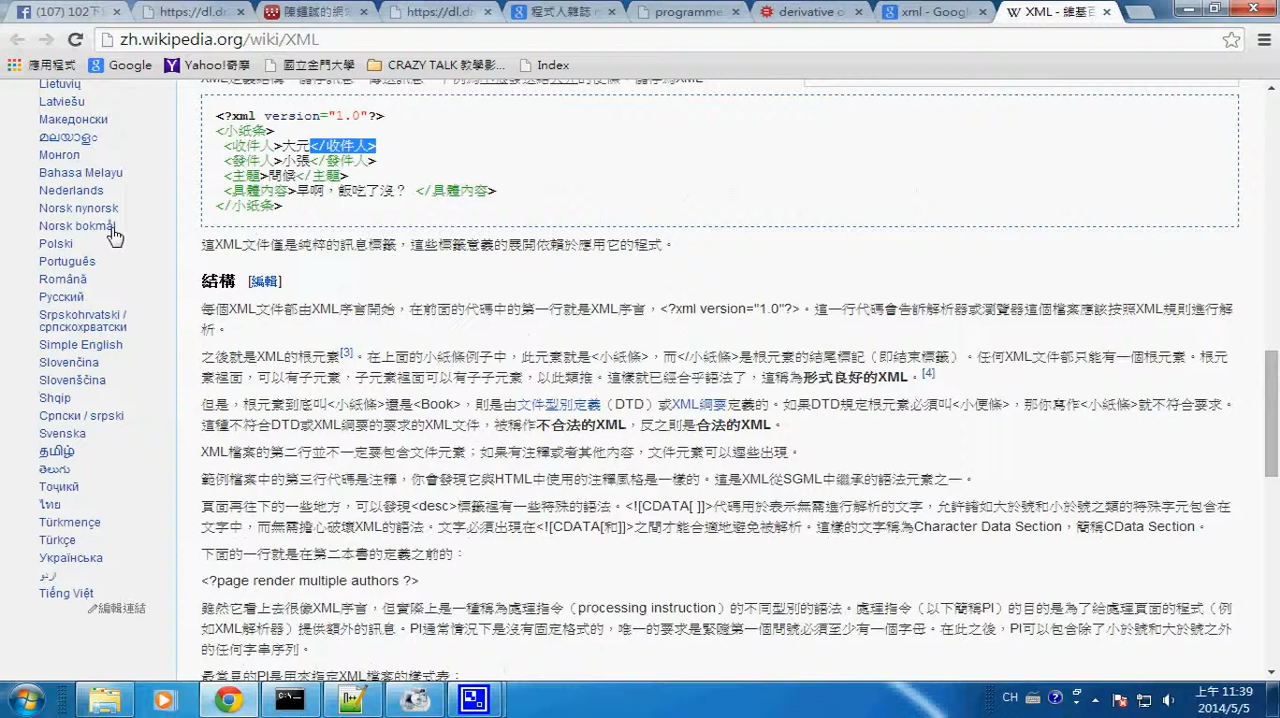 (107) 102下
https://dl.dr
陳鍾誠的網
https://dl.dr
程式人雜誌
programme
derivative
xml - Goog
XML - 維基百
zh.wikipedia.org/wiki/XML
應用程式
Google
Yahoo!奇摩
國立金門大學
CRAZY TALK 教學影...
Index
Lietuvių
Latviešu
Македонски
മലയാളം
Монгол
Bahasa Melayu
Nederlands
Norsk nynorsk
Norsk bokmål
Polski
Português
Română
Русский
Srpskohrvatski /
српскохрватски
Simple English
Slovenčina
Slovenščina
Shqip
Српски / srpski
Svenska
தமிழ்
తెలుగు
Тоҷикӣ
ไทย
Türkmençe
Türkçe
Українська
اردو
Tiếng Việt
編輯連結
<?xml version="1.0"?>
<小紙条>
<收件人>大元</收件人>
<發件人>小張</發件人>
<主題>問候</主題>
<具體內容>早啊，飯吃了沒？ </具體內容>
</小紙条>
這XML文件僅是純粹的訊息標籤，這些標籤意義的展開依賴於應用它的程式。
結構 [編輯]
每個XML文件都由XML序言開始，在前面的代碼中的第一行就是XML序言，<?xml version="1.0"?>。這一行代碼會告訴解析器或瀏覽器這個檔案應該按照XML規則進行解
析。
之後就是XML的根元素[3]。在上面的小紙條例子中，此元素就是<小紙條>，而</小紙條>是根元素的结尾標記（即结束標籤）。任何XML文件都只能有一個根元素。根元
素裡面，可以有子元素，子元素裡面可以有子子元素，以此類推。這樣就已經合乎語法了，這稱為形式良好的XML。[4]
但是，根元素到底叫<小紙條>還是<Book>，則是由文件型別定義（DTD）或XML綱要定義的。如果DTD規定根元素必須叫<小便條>，那你寫作<小紙條>就不符合要求。
這種不符合DTD或XML綱要的要求的XML文件，被稱作不合法的XML，反之則是合法的XML。
XML檔案的第二行並不一定要包含文件元素；如果有注釋或者其他內容，文件元素可以遲些出現。
範例檔案中的第三行代碼是注釋，你會發現它與HTML中使用的注釋風格是一樣的。這是XML從SGML中繼承的語法元素之一。
頁面再往下的一些地方，可以發現<desc>標籤裡有一些特殊的語法。<![CDATA[ ]]>代碼用於表示無需進行解析的文字，允許諸如大於號和小於號之類的特殊字元包含在
文字中，而無需擔心破壞XML的語法。文字必須出現在<![CDATA[和]]>之間才能合適地避免被解析。這樣的文字稱為Character Data Section，簡稱CData Section。
下面的一行就是在第二本書的定義之前的：
<?page render multiple authors ?>
雖然它看上去很像XML序言，但實際上是一種稱為處理指令（processing instruction）的不同型別的語法。處理指令（以下簡稱PI）的目的是為了給處理頁面的程式（例
如XML解析器）提供額外的訊息。PI通常情況下是沒有固定格式的，唯一的要求是緊隨第一個問號必須至少有一個字母。在此之後，PI可以包含除了小於號和大於號之外
的任何字串序列。
最常見的PI是用來指定XML檔案的樣式表：
CH
上午 11:39
2014/5/5